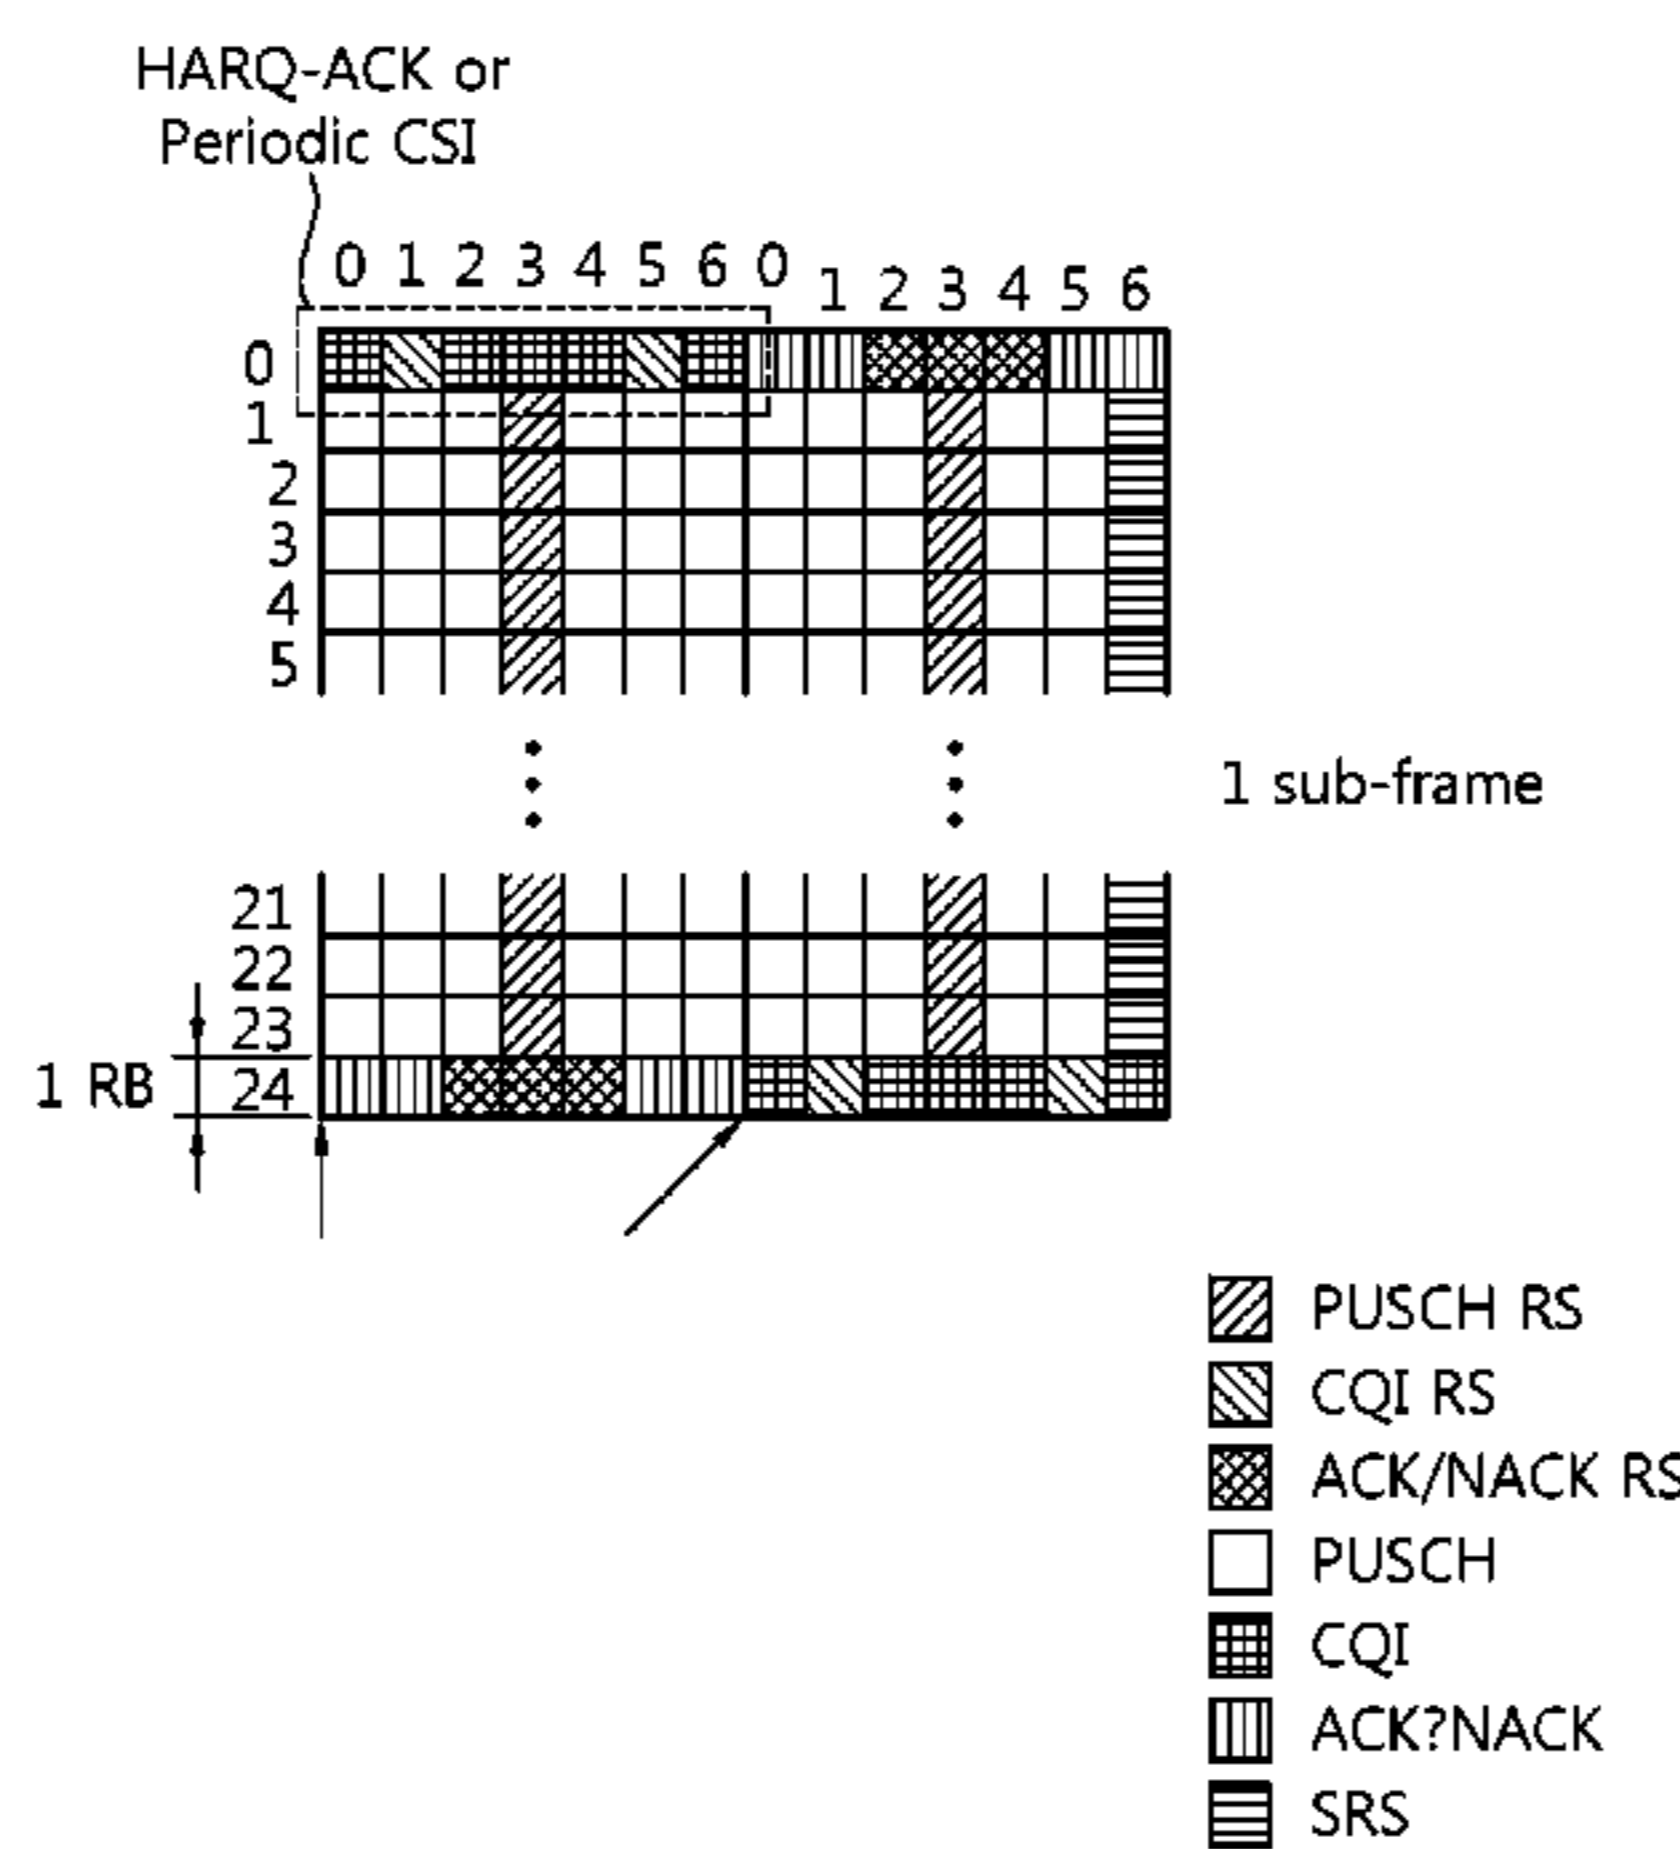 HARQ-ACK or
Periodic CSI
0 1 2 3 4 5 6 0 1 2 3 4 5 6
0
1
2
3
4
5
1 sub-frame
21
22
23
1 RB 24
PUSCH RS
CQI RS
ACK/NACK RS
PUSCH
CQI
ACK?NACK
SRS